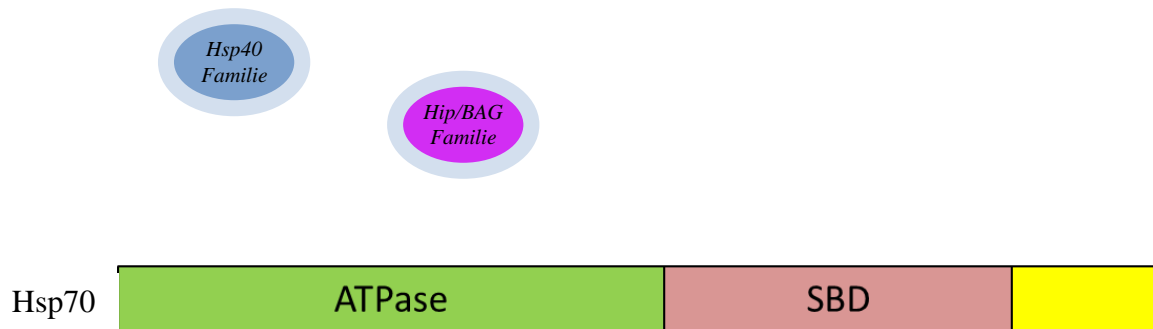 Hsp40
Familie
Hip/BAG
Familie
Hsp70
ATPase
SBD